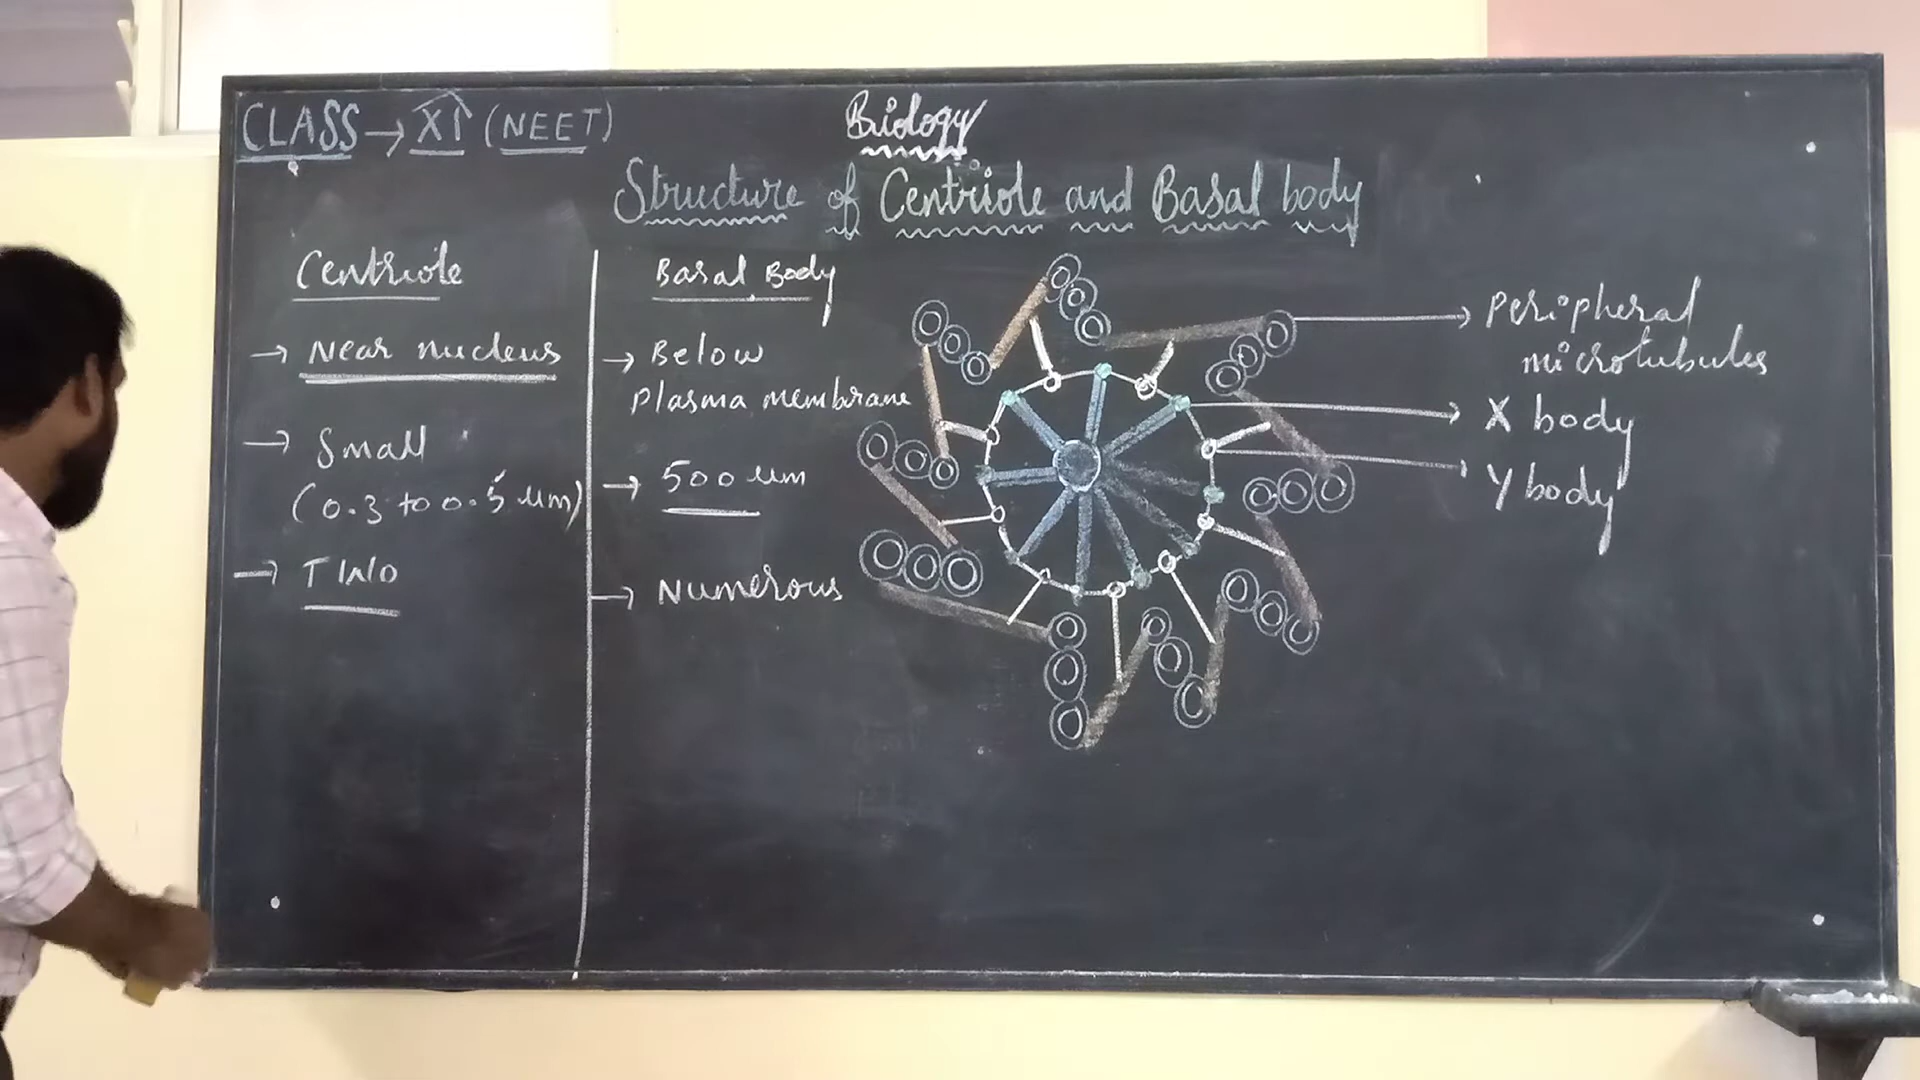 CLASS → XI (NEET)
Biology
Structure of Centriole and Basal body
Centriole
→ Near nucleus
→ Small
(0.3 to 0.5 um)
→ TWO
Basal Body
→ Below
plasma membrane
→ 500 um
→ Numerous
Peripheral
microtubules
X body
Y body